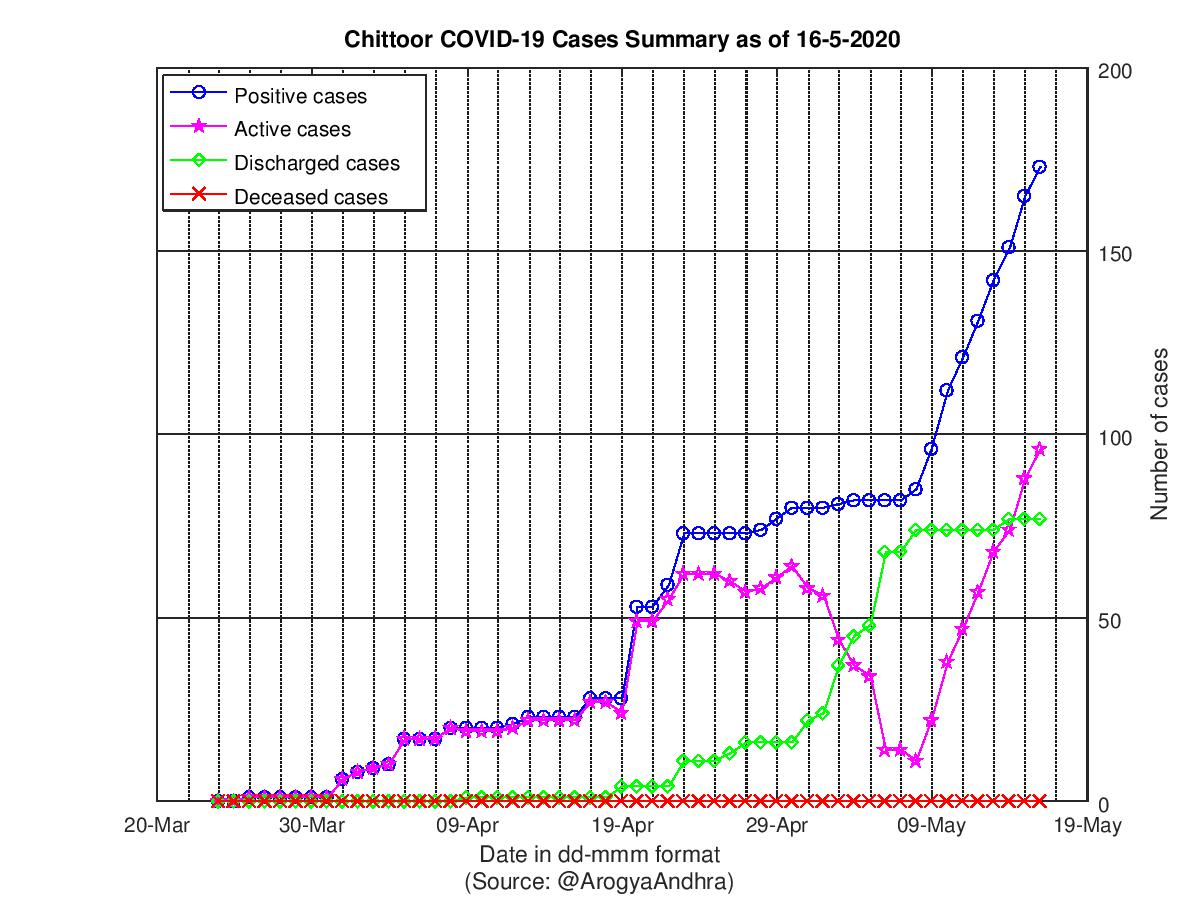 Chittoor COVID-19 Cases Summary as of 16-5-2020
Positive cases
Active cases
Discharged cases
Deceased cases
200
150
100
50
0
Number of cases
20-Mar 30-Mar 09-Apr 19-Apr 29-Apr 09-May 19-May
Date in dd-mmm format
(Source: @ArogyaAndhra)